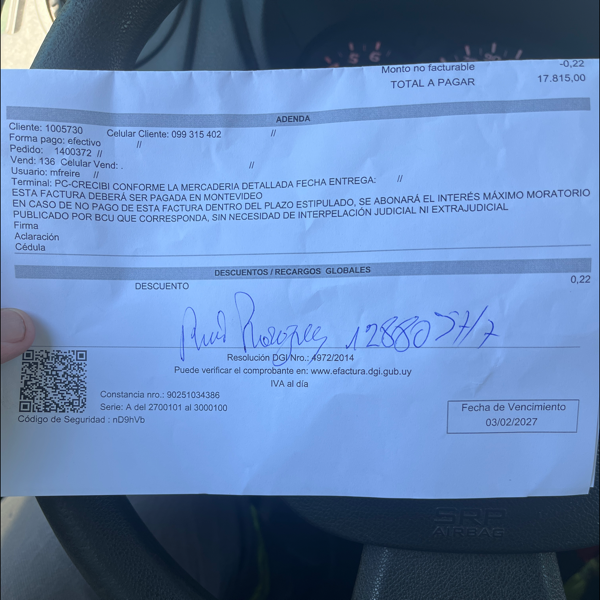 Monto no facturable -0,22
TOTAL A PAGAR 17.815,00
ADENDA
Cliente: 1005730 Celular Cliente: 099 315 402 //
Forma pago: efectivo //
Pedido: 1400372 //
Vend: 136 Celular Vend: . //
Usuario: mfreire //
Terminal: PC-CRECIBI CONFORME LA MERCADERIA DETALLADA FECHA ENTREGA: //
ESTA FACTURA DEBERÁ SER PAGADA EN MONTEVIDEO
EN CASO DE NO PAGO DE ESTA FACTURA DENTRO DEL PLAZO ESTIPULADO, SE ABONARÁ EL INTERÉS MÁXIMO MORATORIO
PUBLICADO POR BCU QUE CORRESPONDA, SIN NECESIDAD DE INTERPELACIÓN JUDICIAL NI EXTRAJUDICIAL
Firma
Aclaración
Cédula
DESCUENTOS / RECARGOS GLOBALES
DESCUENTO 0,22
Resolución DGI Nro.: 4972/2014
Puede verificar el comprobante en: www.efactura.dgi.gub.uy
IVA al día
Constancia nro.: 90251034386
Serie: A del 2700101 al 3000100
Código de Seguridad : nD9hVb
Fecha de Vencimiento
03/02/2027
SRP
AIRBAG